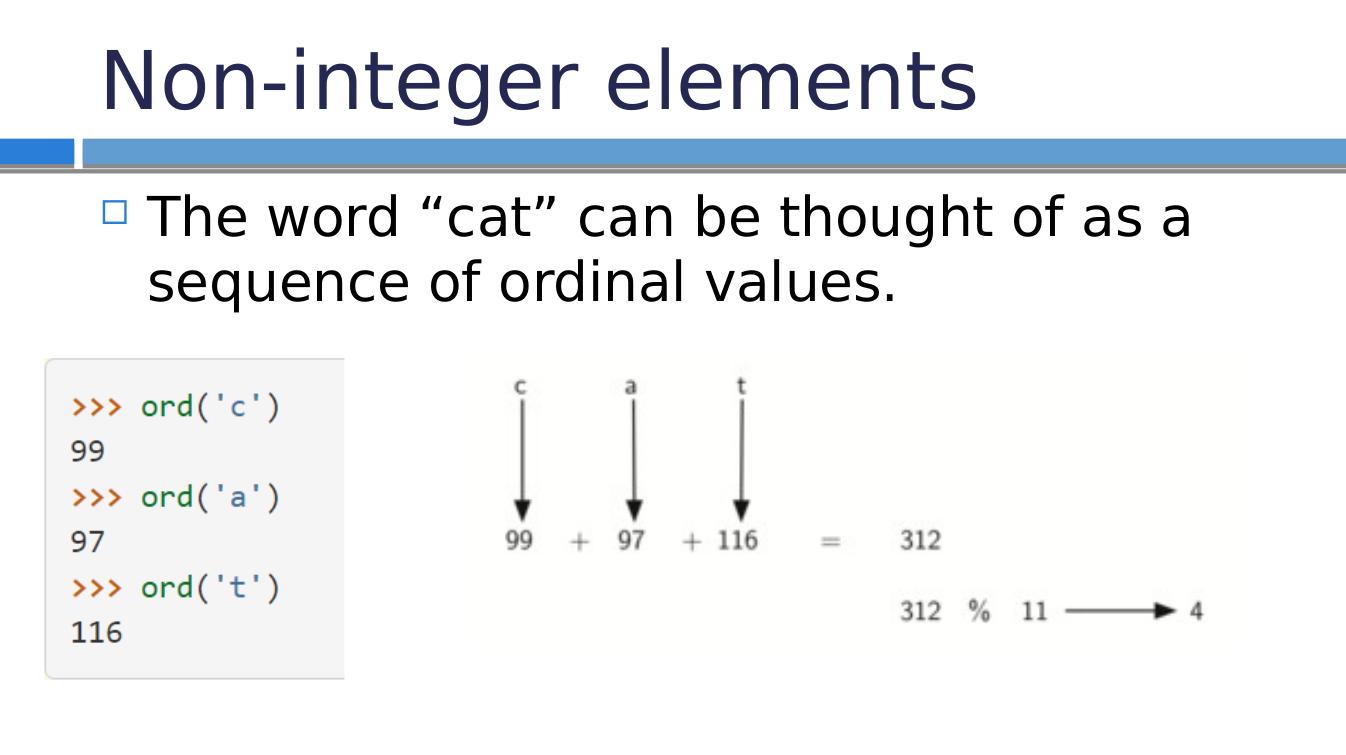 Non-integer elements
The word “cat” can be thought of as a
sequence of ordinal values.
>>> ord('c')
99
>>> ord('a')
97
>>> ord('t')
116
c a t
99 + 97 + 116 = 312
312 % 11 4